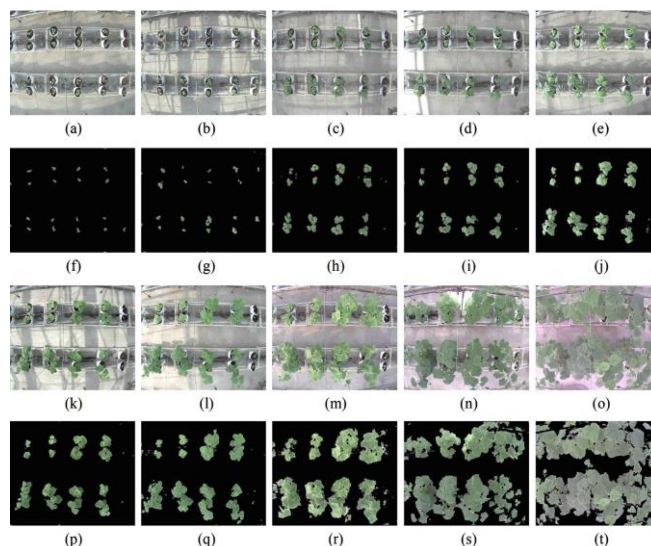 (a) (b) (c) (d) (e)
(f) (g) (h) (i) (j)
(k) (l) (m) (n) (o)
(p) (q) (r) (s) (t)